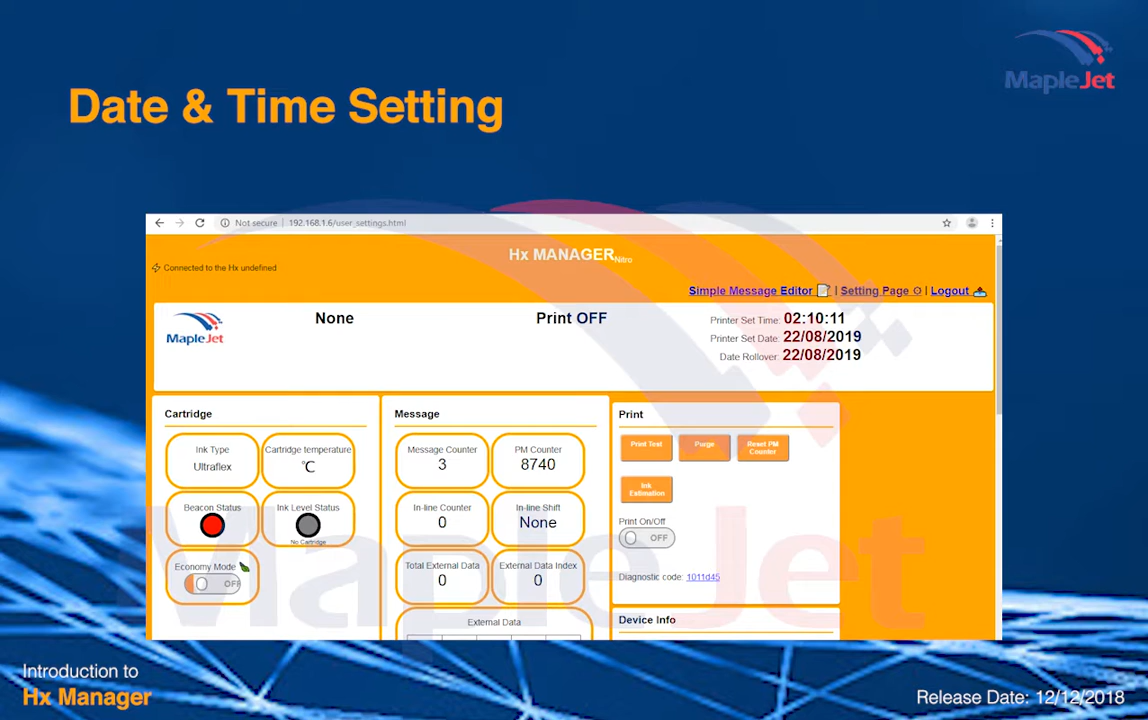 MapleJet
Date & Time Setting
Not secure | 192.168.1.6/user_settings.html
Hx MANAGER Nitro
Connected to the Hx undefined
Simple Message Editor | Setting Page | Logout
MapleJet
None
Print OFF
Printer Set Time: 02:10:11
Printer Set Date: 22/08/2019
Date Rollover: 22/08/2019
Cartridge
Ink Type
Ultraflex
Cartridge temperature
°C
Beacon Status
Ink Level Status
No Cartridge
Economy Mode
OFF
Message
Message Counter
3
PM Counter
8740
In-line Counter
0
In-line Shift
None
Total External Data
0
External Data Index
0
External Data
Print
Print Test
Purge
Reset PM
Counter
Ink
Estimation
Print On/Off
OFF
Diagnostic code: 1011d45
Device Info
MapleJet
Introduction to
Hx Manager
Release Date: 12/12/2018